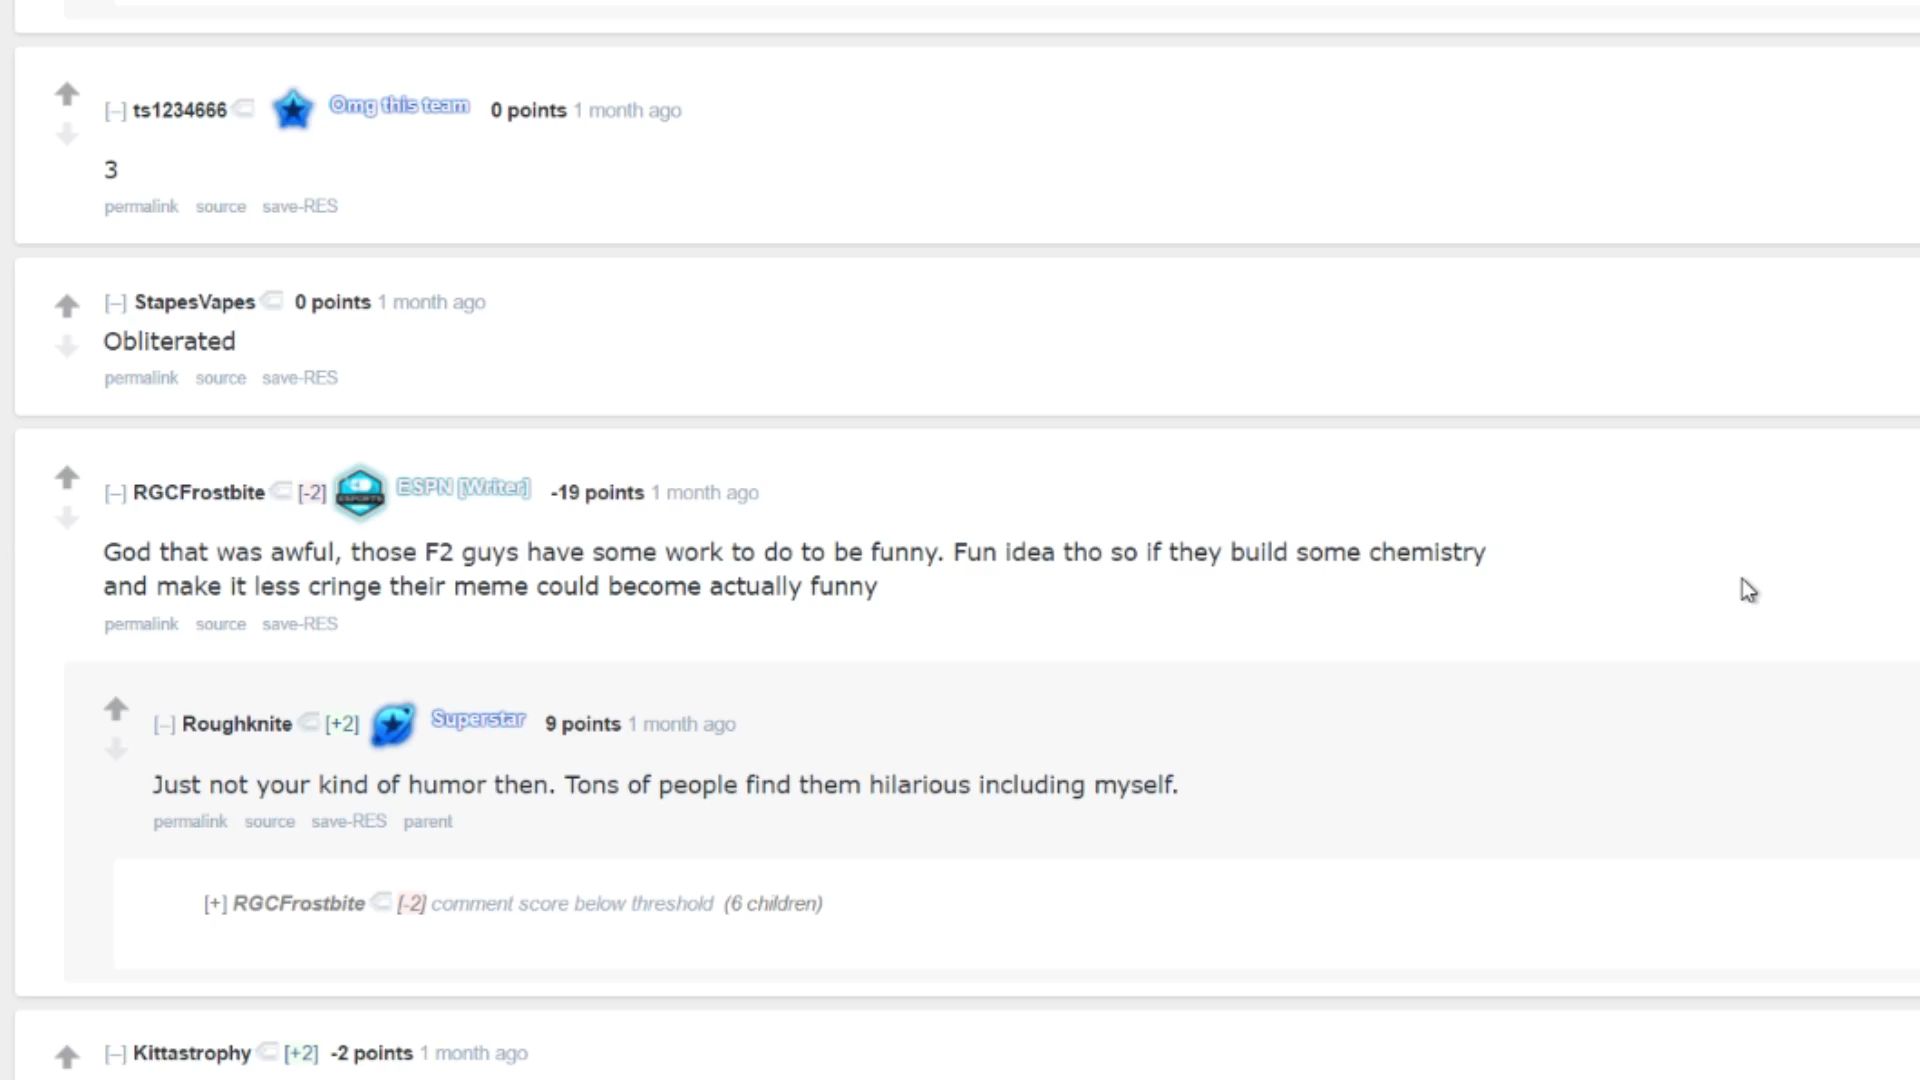 [–] ts1234666 Omg this team 0 points 1 month ago
3
permalink source save-RES
[–] StapesVapes 0 points 1 month ago
Obliterated
permalink source save-RES
[–] RGCFrostbite [-2] ESPORTS ESPN [Writer] -19 points 1 month ago
God that was awful, those F2 guys have some work to do to be funny. Fun idea tho so if they build some chemistry
and make it less cringe their meme could become actually funny
permalink source save-RES
[–] Roughknite [+2] Superstar 9 points 1 month ago
Just not your kind of humor then. Tons of people find them hilarious including myself.
permalink source save-RES parent
[+] RGCFrostbite [-2] comment score below threshold (6 children)
[–] Kittastrophy [+2] -2 points 1 month ago